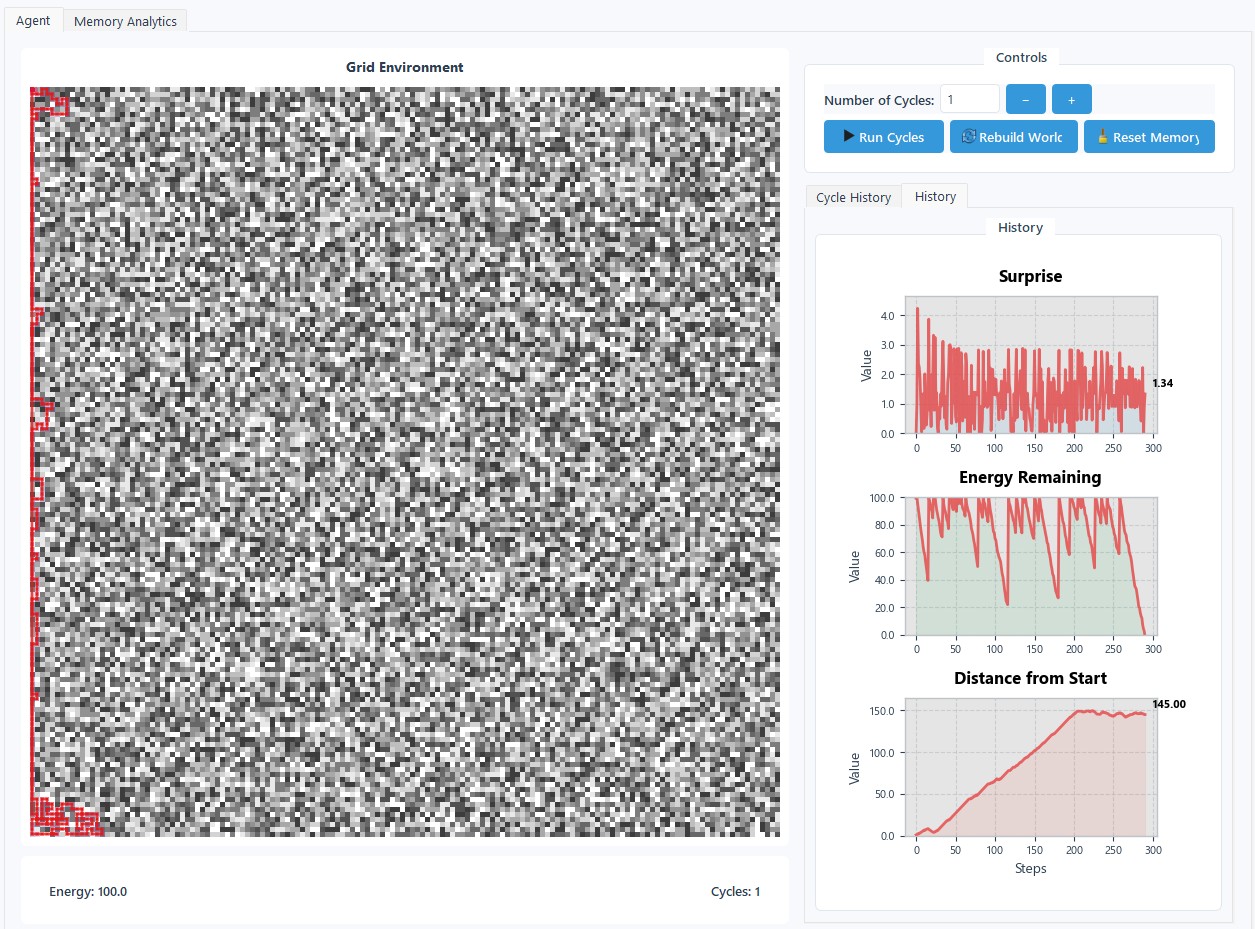 Agent
Memory Analytics
Grid Environment
Energy: 100.0
Cycles: 1
Controls
Number of Cycles: 1 − +
Run Cycles
Rebuild World
Reset Memory
Cycle History
History
History
Surprise
Value
4.0
3.0
2.0
1.0
0.0
1.34
0 50 100 150 200 250 300
Energy Remaining
Value
100.0
80.0
60.0
40.0
20.0
0.0
0 50 100 150 200 250 300
Distance from Start
Value
150.0
100.0
50.0
0.0
145.00
0 50 100 150 200 250 300
Steps